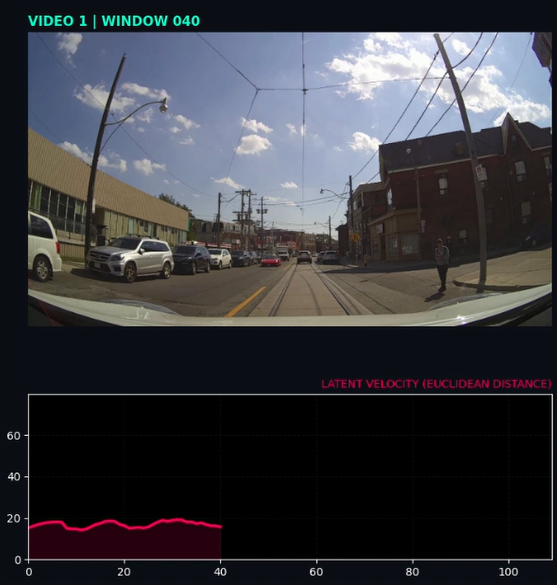 VIDEO 1 | WINDOW 040
LATENT VELOCITY (EUCLIDEAN DISTANCE)
60
40
20
0
0 20 40 60 80 100